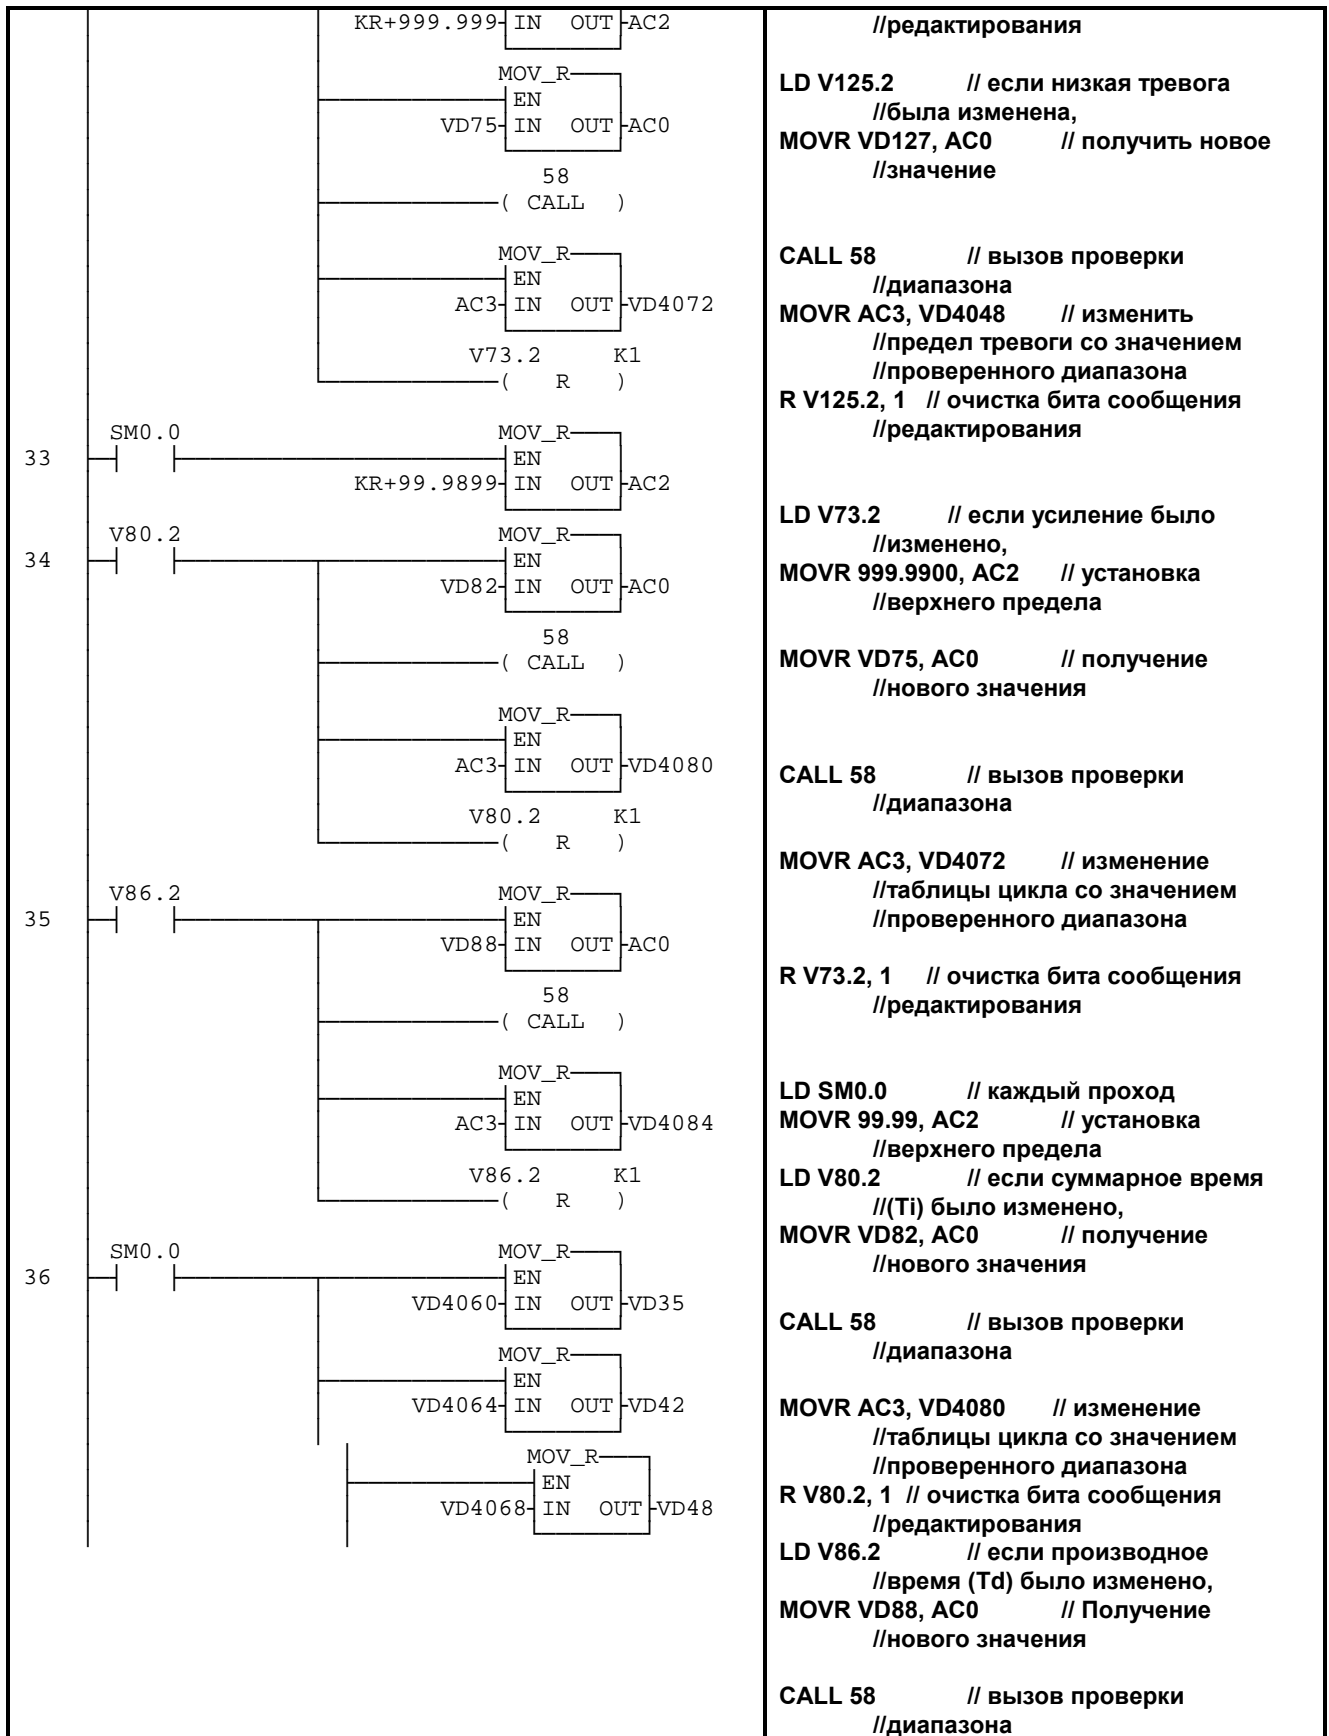 KR+999.999 IN OUT AC2
MOV_R
EN
VD75 IN OUT AC0
58
( CALL )
MOV_R
EN
AC3 IN OUT VD4072
V73.2 K1
( R )
33 SM0.0 MOV_R
EN
KR+99.9899 IN OUT AC2
34 V80.2 MOV_R
EN
VD82 IN OUT AC0
58
( CALL )
MOV_R
EN
AC3 IN OUT VD4080
V80.2 K1
( R )
35 V86.2 MOV_R
EN
VD88 IN OUT AC0
58
( CALL )
MOV_R
EN
AC3 IN OUT VD4084
V86.2 K1
( R )
36 SM0.0 MOV_R
EN
VD4060 IN OUT VD35
MOV_R
EN
VD4064 IN OUT VD42
MOV_R
EN
VD4068 IN OUT VD48
//редактирования
LD V125.2 // если низкая тревога
//была изменена,
MOVR VD127, AC0 // получить новое
//значение
CALL 58 // вызов проверки
//диапазона
MOVR AC3, VD4048 // изменить
//предел тревоги со значением
//проверенного диапазона
R V125.2, 1 // очистка бита сообщения
//редактирования
LD V73.2 // если усиление было
//изменено,
MOVR 999.9900, AC2 // установка
//верхнего предела
MOVR VD75, AC0 // получение
//нового значения
CALL 58 // вызов проверки
//диапазона
MOVR AC3, VD4072 // изменение
//таблицы цикла со значением
//проверенного диапазона
R V73.2, 1 // очистка бита сообщения
//редактирования
LD SM0.0 // каждый проход
MOVR 99.99, AC2 // установка
//верхнего предела
LD V80.2 // если суммарное время
//(Ti) было изменено,
MOVR VD82, AC0 // получение
//нового значения
CALL 58 // вызов проверки
//диапазона
MOVR AC3, VD4080 // изменение
//таблицы цикла со значением
//проверенного диапазона
R V80.2, 1 // очистка бита сообщения
//редактирования
LD V86.2 // если производное
//время (Td) было изменено,
MOVR VD88, AC0 // Получение
//нового значения
CALL 58 // вызов проверки
//диапазона